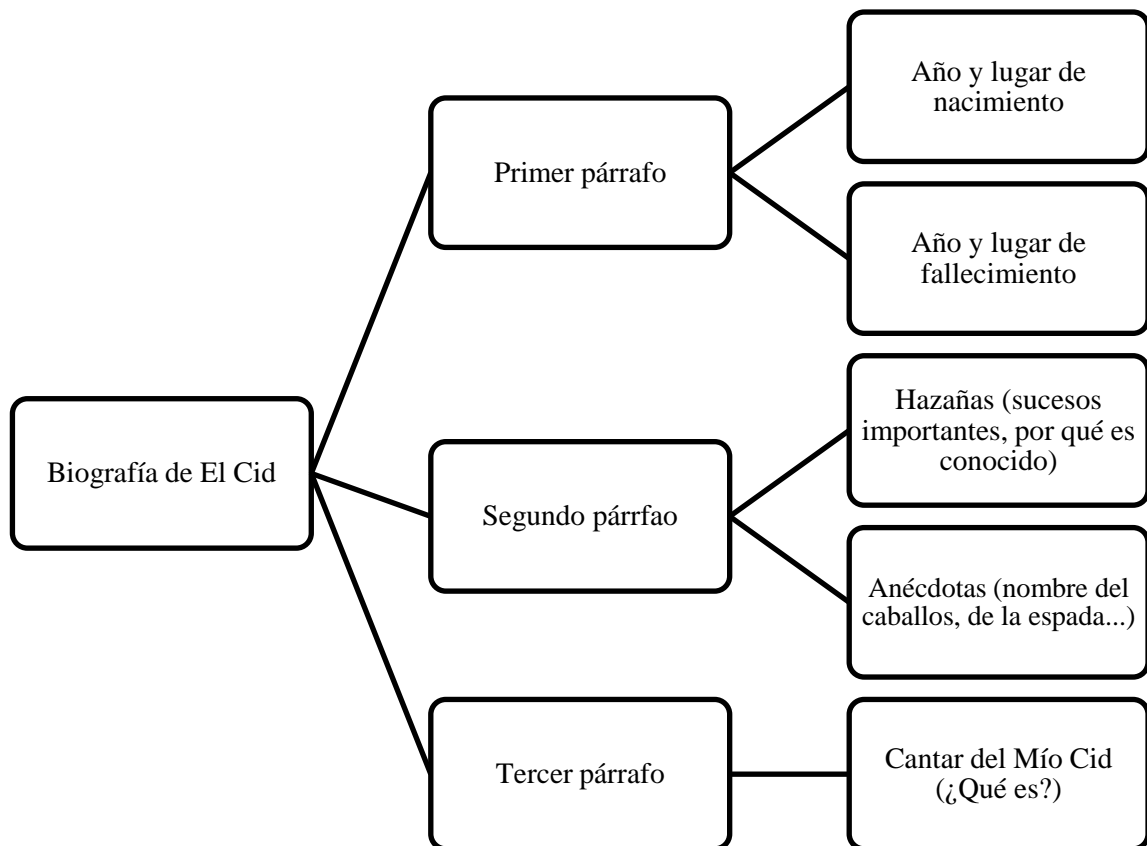 Biografía de El Cid
Primer párrafo
Año y lugar de
nacimiento
Año y lugar de
fallecimiento
Segundo párrfao
Hazañas (sucesos
importantes, por qué es
conocido)
Anécdotas (nombre del
caballos, de la espada...)
Tercer párrafo
Cantar del Mío Cid
(¿Qué es?)